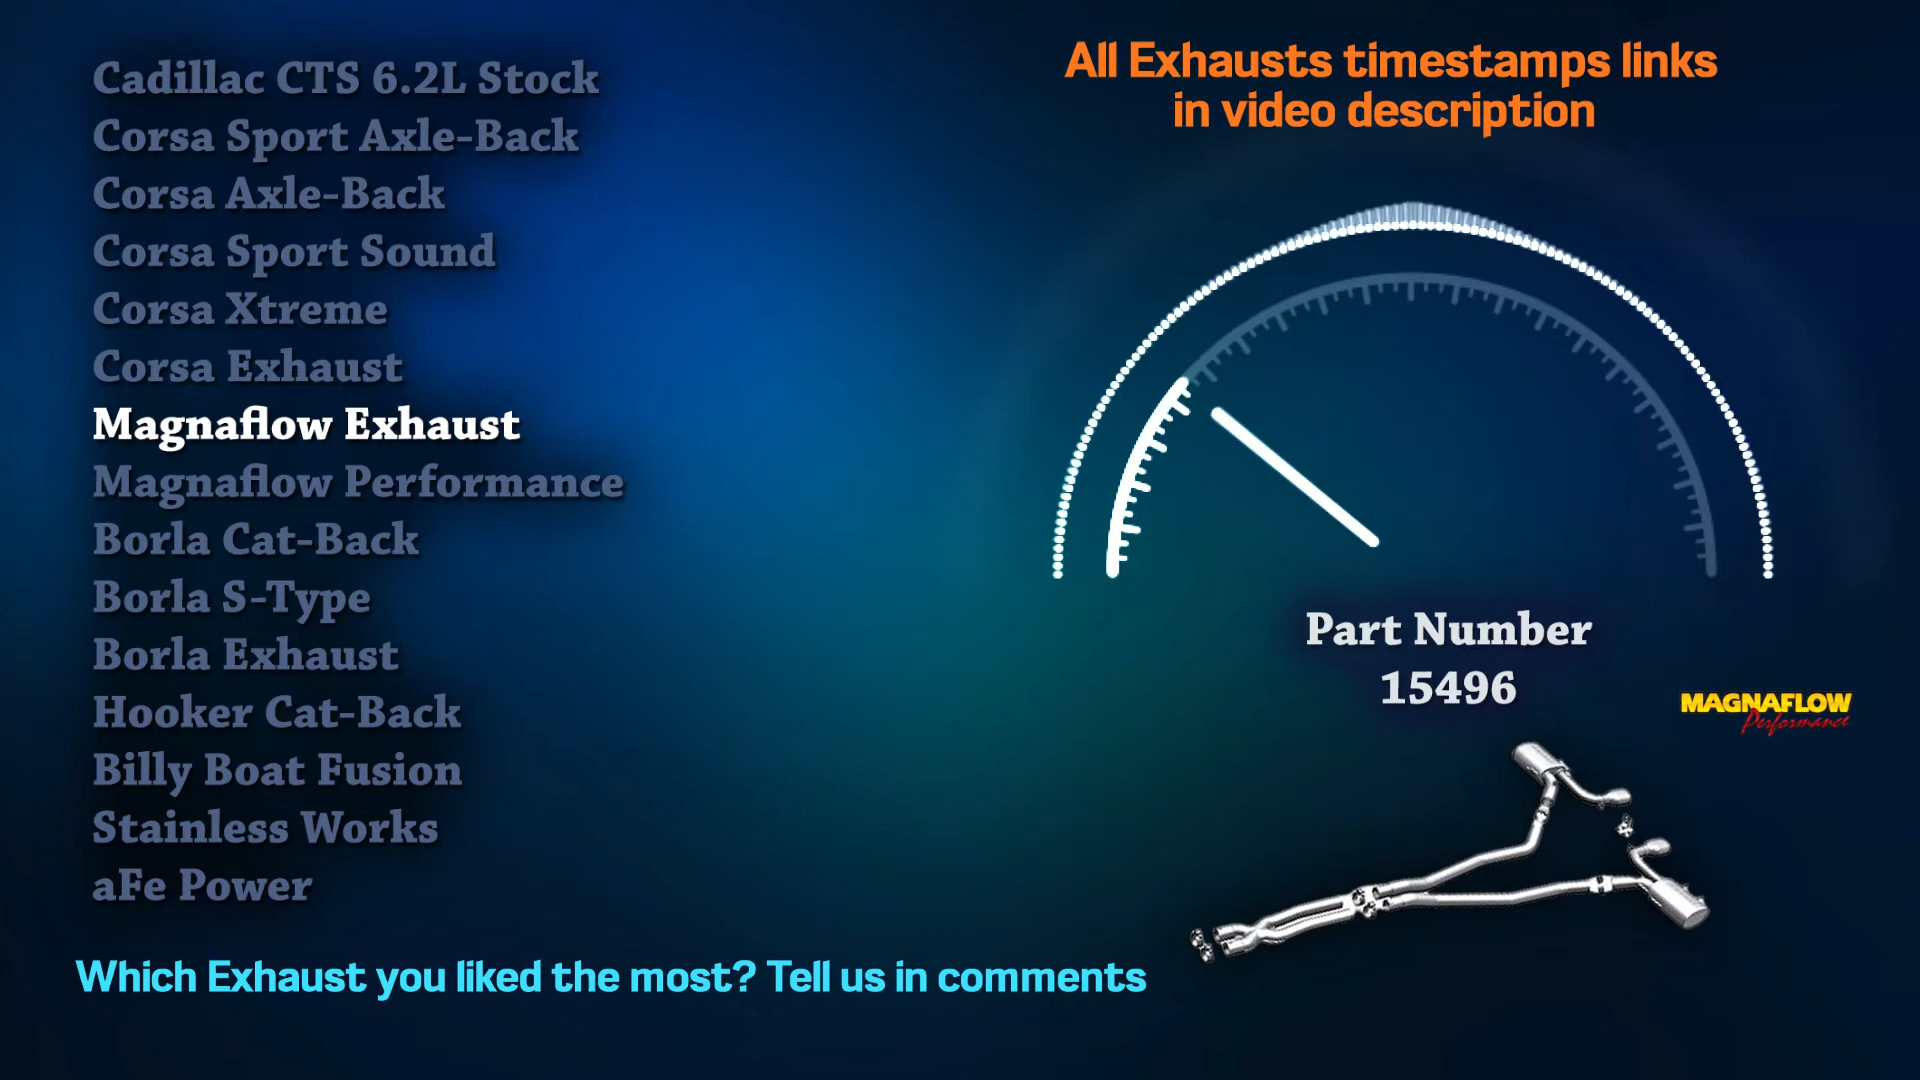 Cadillac CTS 6.2L Stock
Corsa Sport Axle-Back
Corsa Axle-Back
Corsa Sport Sound
Corsa Xtreme
Corsa Exhaust
Magnaflow Exhaust
Magnaflow Performance
Borla Cat-Back
Borla S-Type
Borla Exhaust
Hooker Cat-Back
Billy Boat Fusion
Stainless Works
aFe Power
Which Exhaust you liked the most? Tell us in comments
All Exhausts timestamps links
in video description
Part Number
15496
MAGNAFLOW
Performance